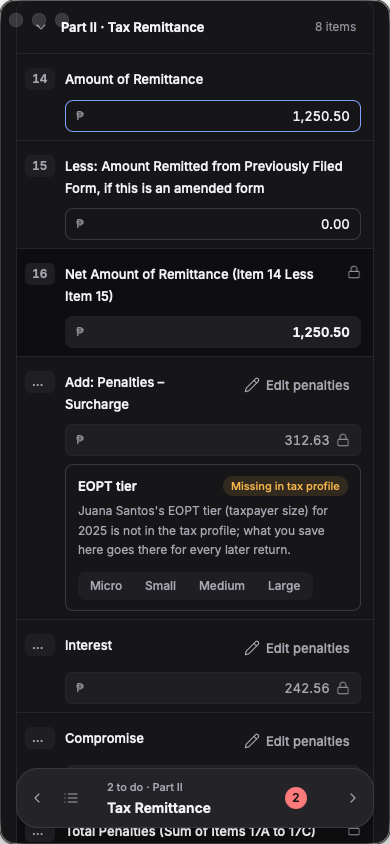 Part II · Tax Remittance
8 items
14
Amount of Remittance
₱ 1,250.50
15
Less: Amount Remitted from Previously Filed
Form, if this is an amended form
₱ 0.00
16
Net Amount of Remittance (Item 14 Less
Item 15)
₱ 1,250.50
...
Add: Penalties –
Surcharge
Edit penalties
₱ 312.63
EOPT tier
Missing in tax profile
Juana Santos's EOPT tier (taxpayer size) for
2025 is not in the tax profile; what you save
here goes there for every later return.
Micro Small Medium Large
...
Interest
Edit penalties
₱ 242.56
...
Compromise
Edit penalties
2 to do · Part II
Tax Remittance
2
...
Total Penalties (Sum of Items 17A to 17C)